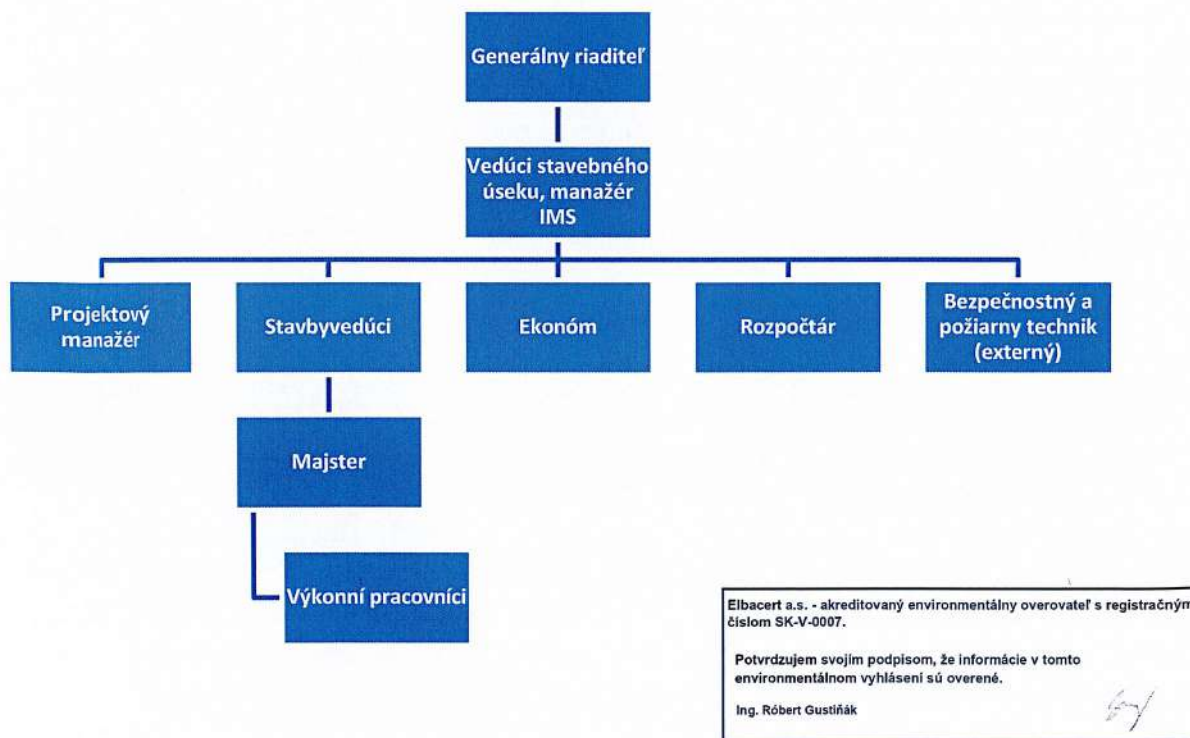 Generálny riaditeľ
Vedúci stavebného
úseku, manažér
IMS
Projektový
manažér
Stavbyvedúci
Ekonóm
Rozpočtár
Bezpečnostný a
požiarny technik
(externý)
Majster
Výkonní pracovníci
Elbacert a.s. - akreditovaný environmentálny overovateľ s registračným
číslom SK-V-0007.
Potvrdzujem svojim podpisom, že informácie v tomto
environmentálnom vyhlásení sú overené.
Ing. Róbert Gustiňák